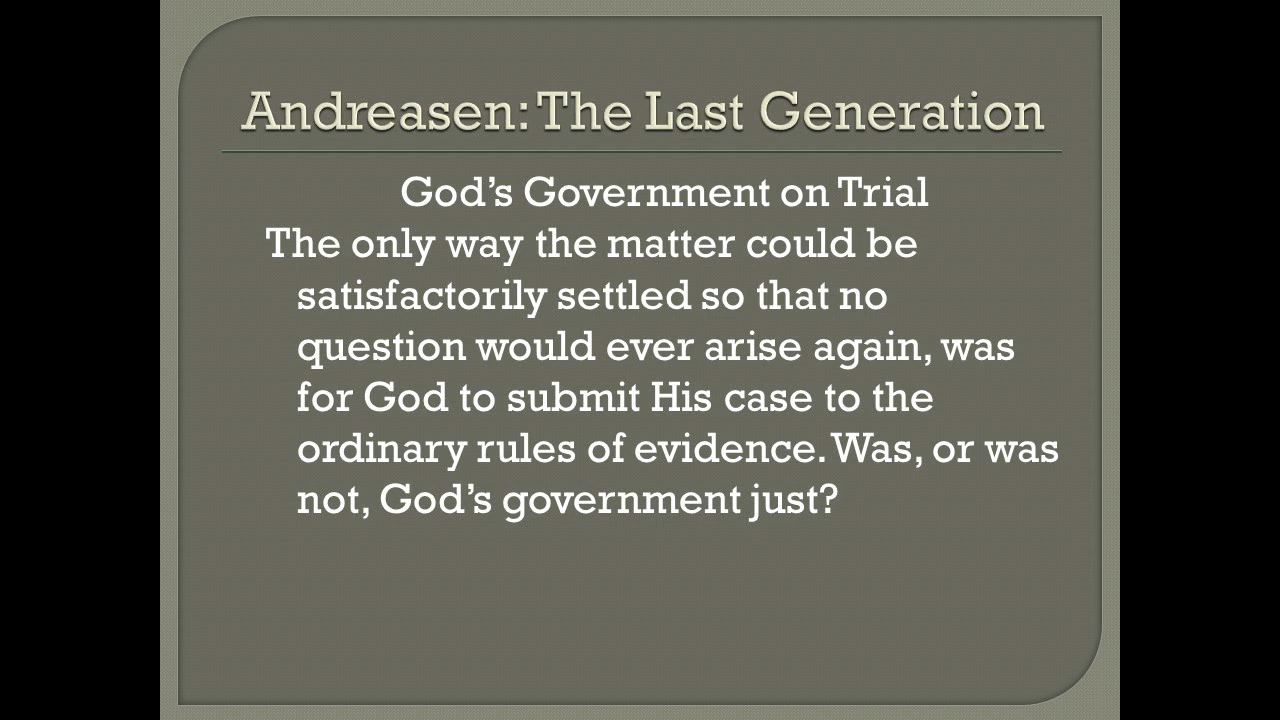 Andreasen: The Last Generation
God’s Government on Trial
The only way the matter could be
satisfactorily settled so that no
question would ever arise again, was
for God to submit His case to the
ordinary rules of evidence. Was, or was
not, God’s government just?